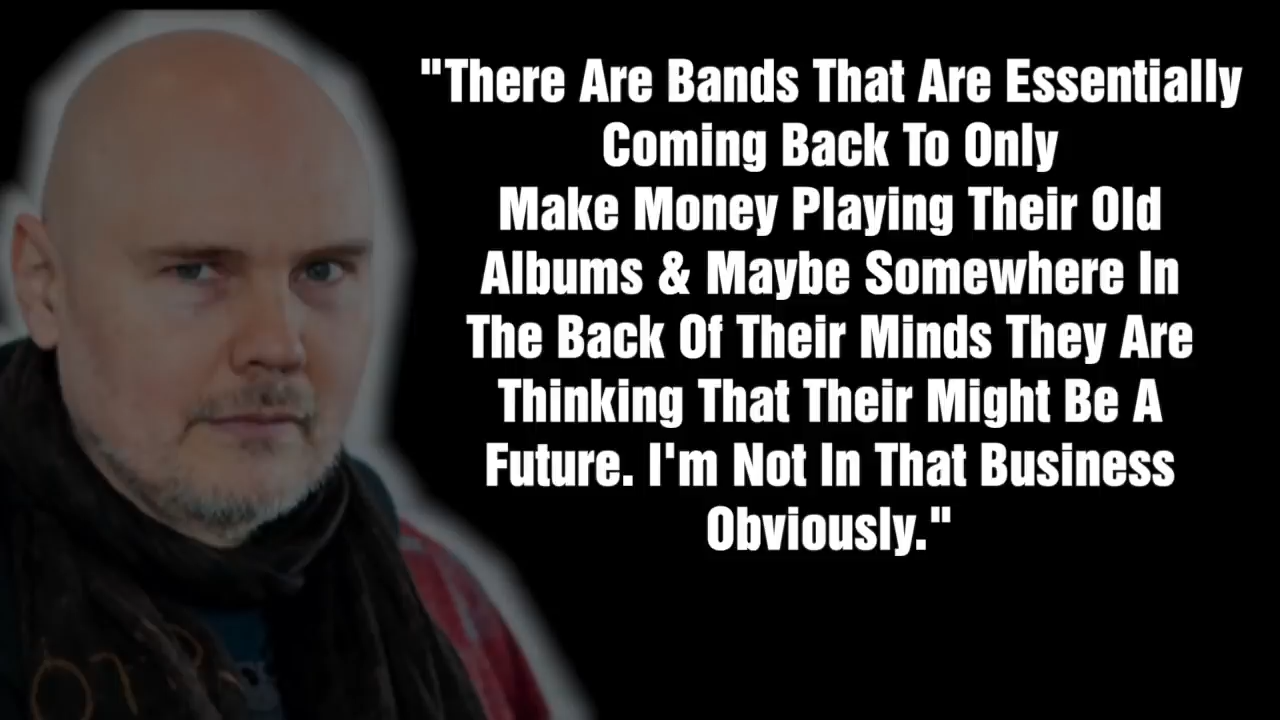 "There Are Bands That Are Essentially
Coming Back To Only
Make Money Playing Their Old
Albums & Maybe Somewhere In
The Back Of Their Minds They Are
Thinking That Their Might Be A
Future. I'm Not In That Business
Obviously."